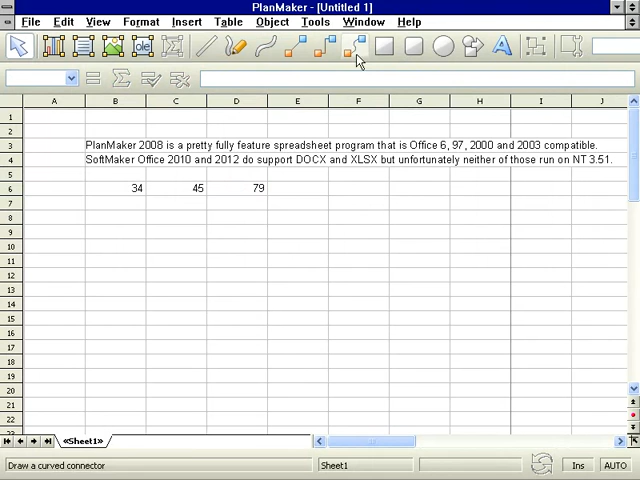 PlanMaker - [Untitled 1]
File Edit View Format Insert Table Object Tools Window Help
ole A
A B C D E F G H I J
1
2
3 PlanMaker 2008 is a pretty fully feature spreadsheet program that is Office 6, 97, 2000 and 2003 compatible.
4 SoftMaker Office 2010 and 2012 do support DOCX and XLSX but unfortunately neither of those run on NT 3.51.
5
6 34 45 79
7
8
9
10
11
12
13
14
15
16
17
18
19
20
21
22
23
«Sheet1»
Draw a curved connector Sheet1 Ins AUTO